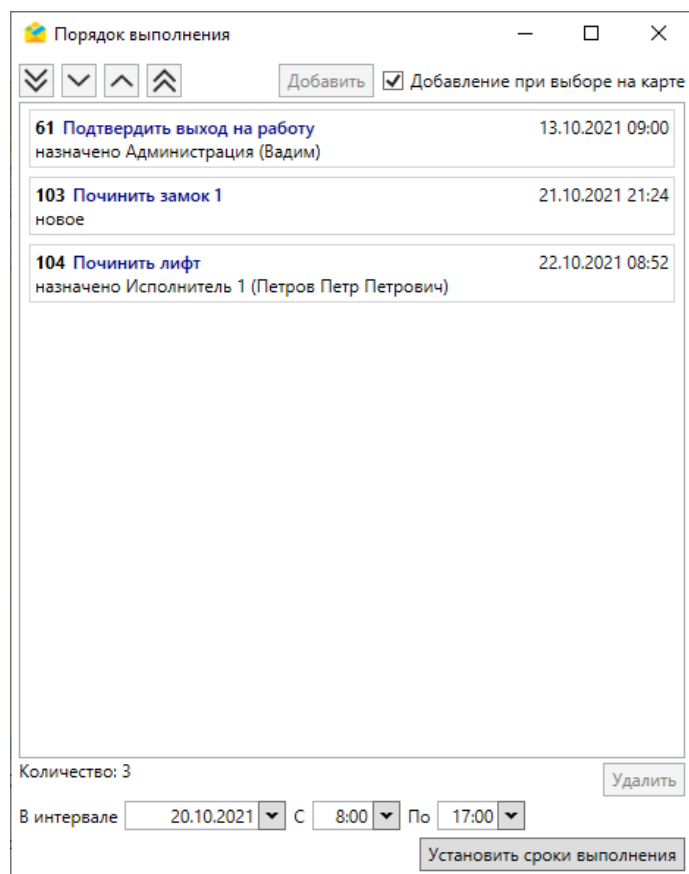 Порядок выполнения
Добавить Добавление при выборе на карте
61 Подтвердить выход на работу 13.10.2021 09:00
назначено Администрация (Вадим)
103 Починить замок 1 21.10.2021 21:24
новое
104 Починить лифт 22.10.2021 08:52
назначено Исполнитель 1 (Петров Петр Петрович)
Количество: 3
Удалить
В интервале 20.10.2021 С 8:00 По 17:00
Установить сроки выполнения